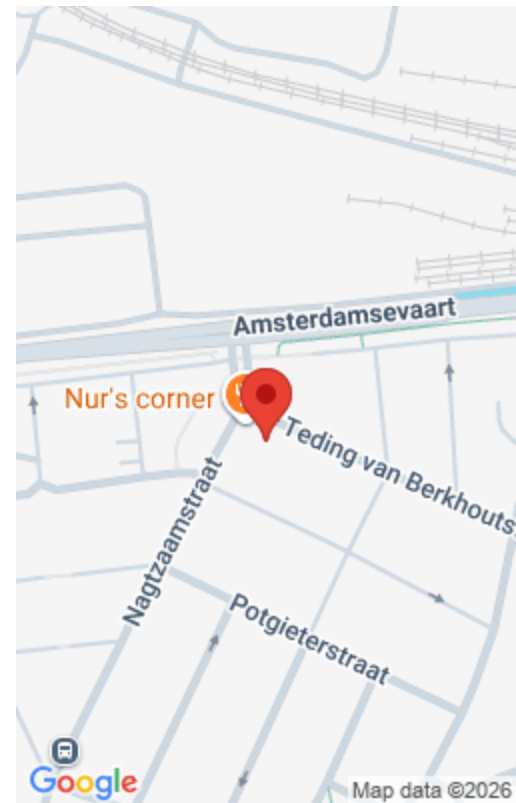 Amsterdamsevaart
Nur's corner
Teding van Berkhouts.
Nagtzaamstraat
Potgieterstraat
Google
Map data ©2026